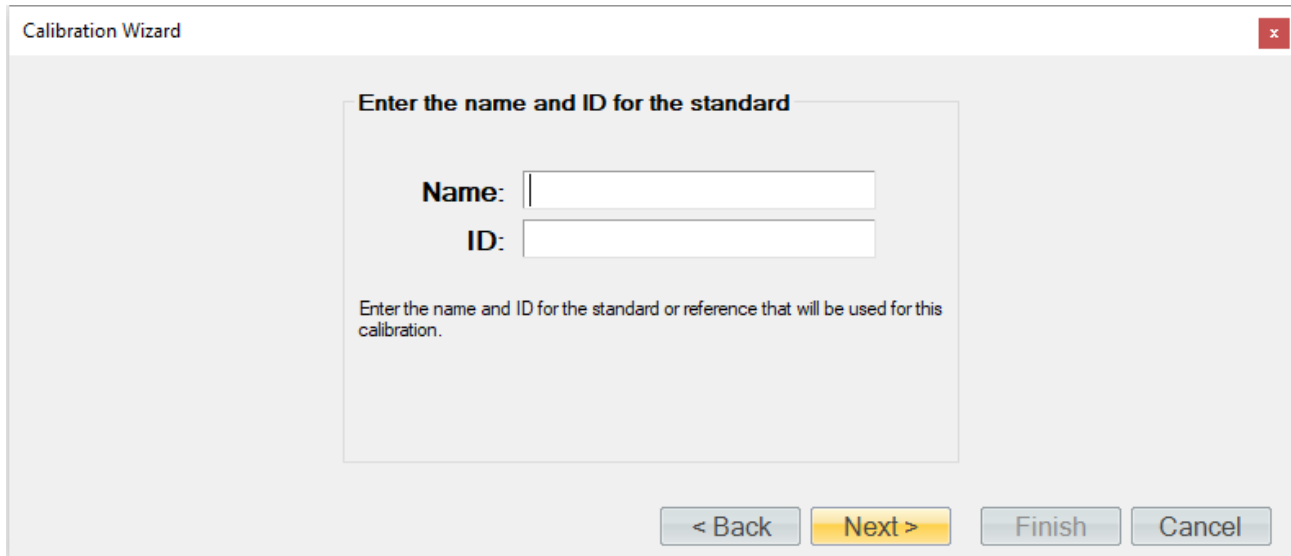 Calibration Wizard
x
Enter the name and ID for the standard
Name:
ID:
Enter the name and ID for the standard or reference that will be used for this
calibration.
< Back Next > Finish Cancel